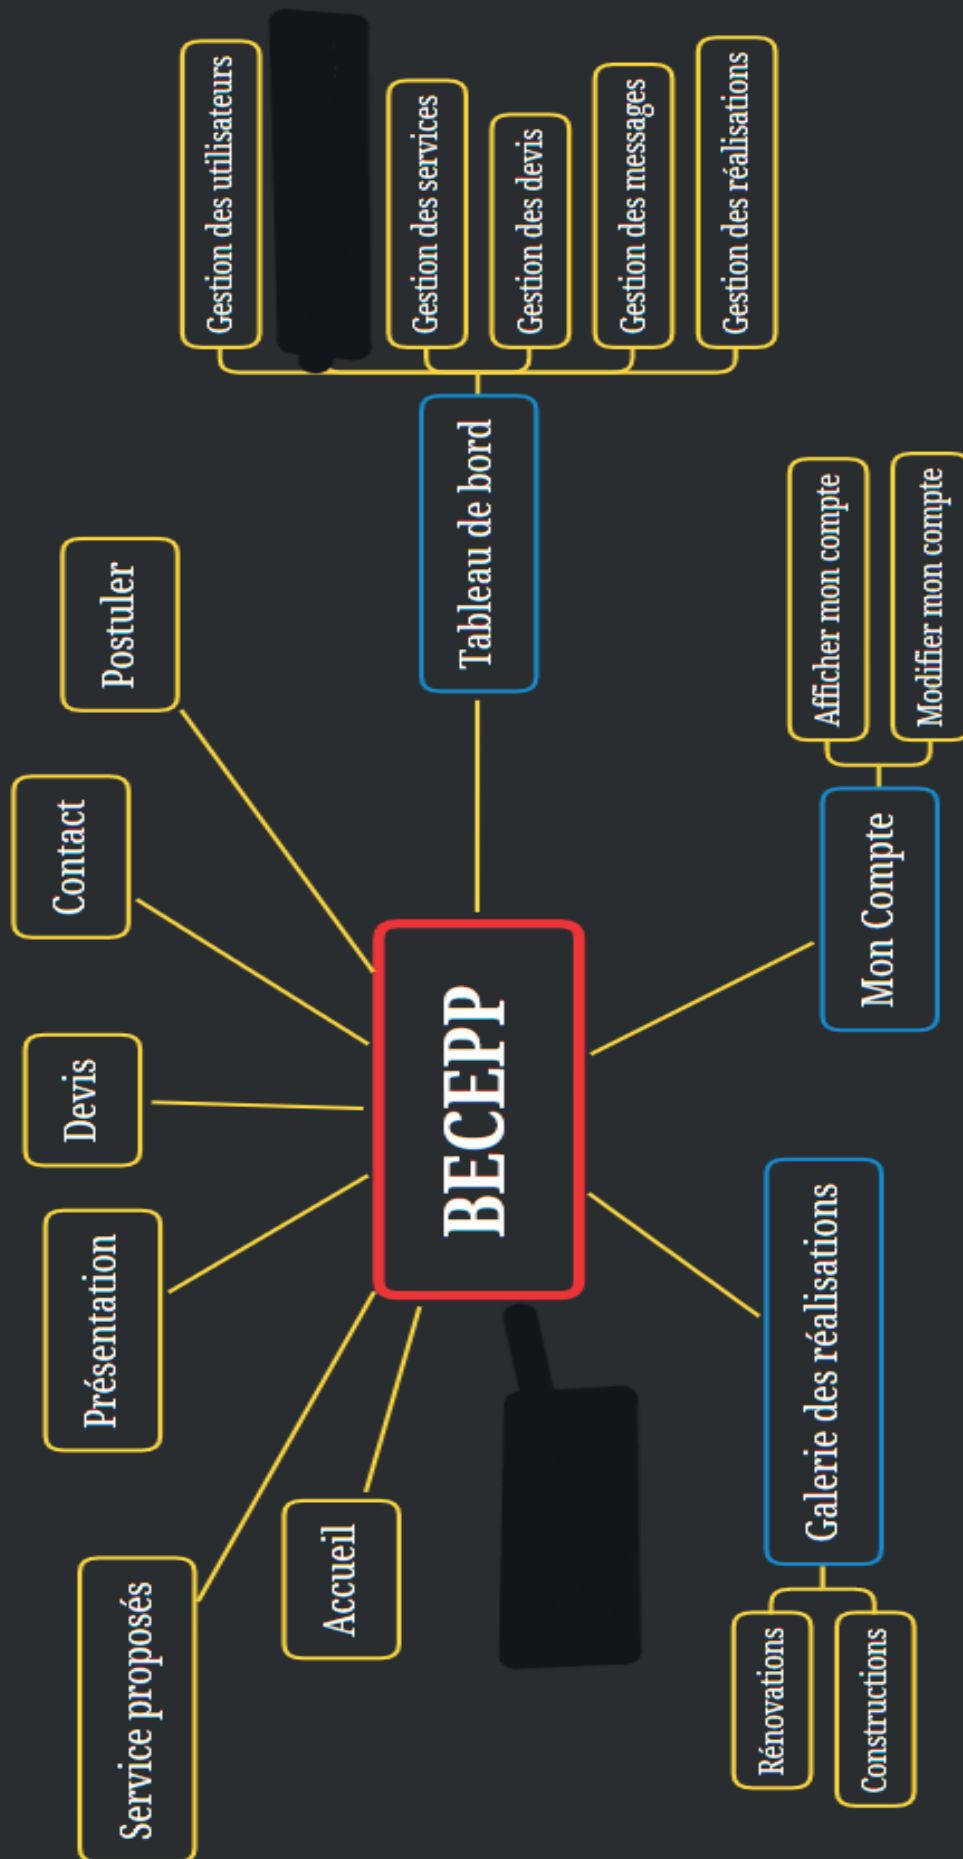 Service proposés
Présentation
Devis
Contact
Postuler
Accueil
BECEPP
Tableau de bord
Gestion des utilisateurs
Gestion des services
Gestion des devis
Gestion des messages
Gestion des réalisations
Galerie des réalisations
Rénovations
Constructions
Mon Compte
Afficher mon compte
Modifier mon compte